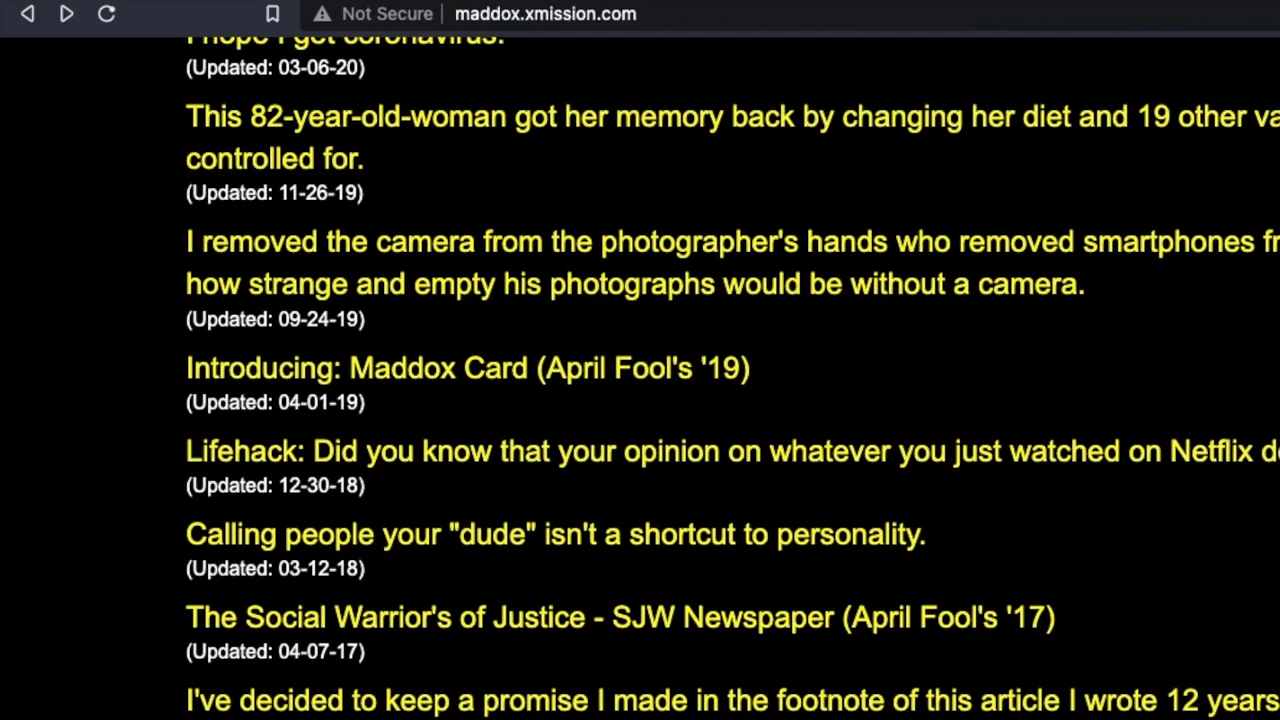 Not Secure maddox.xmission.com
I hope I get coronavirus.
(Updated: 03-06-20)
This 82-year-old-woman got her memory back by changing her diet and 19 other
controlled for.
(Updated: 11-26-19)
I removed the camera from the photographer's hands who removed smartphones
how strange and empty his photographs would be without a camera.
(Updated: 09-24-19)
Introducing: Maddox Card (April Fool's '19)
(Updated: 04-01-19)
Lifehack: Did you know that your opinion on whatever you just watched on Netflix
(Updated: 12-30-18)
Calling people your "dude" isn't a shortcut to personality.
(Updated: 03-12-18)
The Social Warrior's of Justice - SJW Newspaper (April Fool's '17)
(Updated: 04-07-17)
I've decided to keep a promise I made in the footnote of this article I wrote 12 years